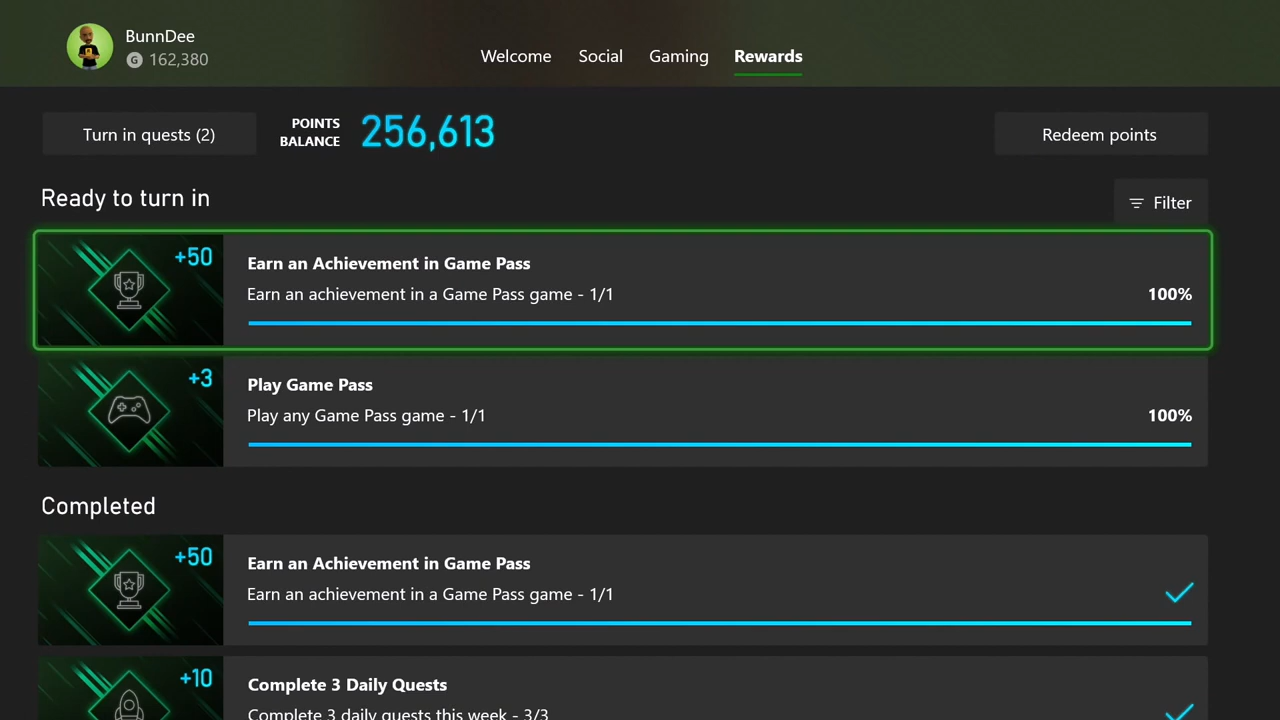 BunnDee
G 162,380
Welcome Social Gaming Rewards
Turn in quests (2)
POINTS
BALANCE
256,613
Redeem points
Ready to turn in
Filter
+50
Earn an Achievement in Game Pass
Earn an achievement in a Game Pass game - 1/1
100%
+3
Play Game Pass
Play any Game Pass game - 1/1
100%
Completed
+50
Earn an Achievement in Game Pass
Earn an achievement in a Game Pass game - 1/1
+10
Complete 3 Daily Quests
Complete 3 daily quests this week - 3/3